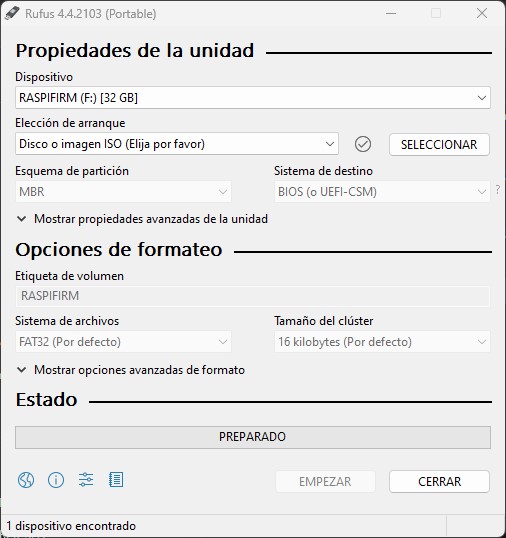 Rufus 4.4.2103 (Portable)
Propiedades de la unidad
Dispositivo
RASPIFIRM (F:) [32 GB]
Elección de arranque
Disco o imagen ISO (Elija por favor)
SELECCIONAR
Esquema de partición
Sistema de destino
MBR
BIOS (o UEFI-CSM)
?
Mostrar propiedades avanzadas de la unidad
Opciones de formateo
Etiqueta de volumen
RASPIFIRM
Sistema de archivos
Tamaño del clúster
FAT32 (Por defecto)
16 kilobytes (Por defecto)
Mostrar opciones avanzadas de formato
Estado
PREPARADO
EMPEZAR
CERRAR
1 dispositivo encontrado